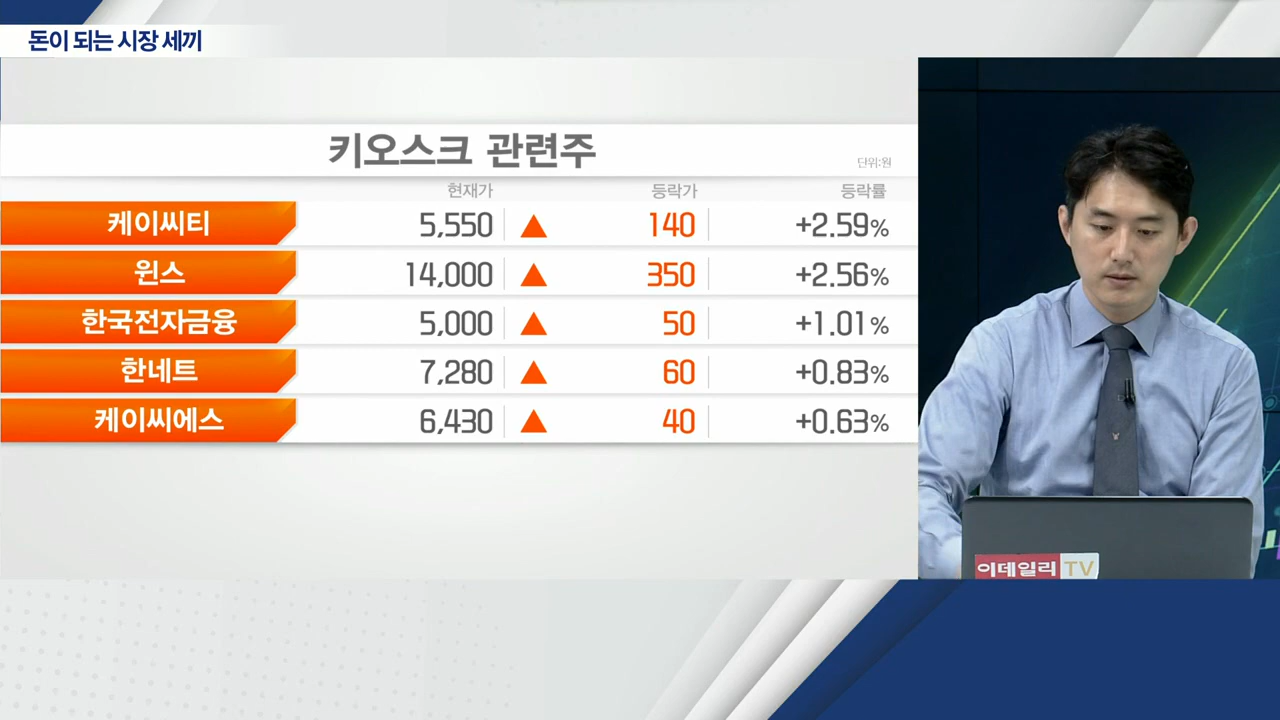 돈이 되는 시장 세끼
키오스크 관련주
단위:원
현재가 등락가 등락률
케이씨티 5,550 ▲ 140 +2.59%
윈스 14,000 ▲ 350 +2.56%
한국전자금융 5,000 ▲ 50 +1.01%
한네트 7,280 ▲ 60 +0.83%
케이씨에스 6,430 ▲ 40 +0.63%
이데일리TV